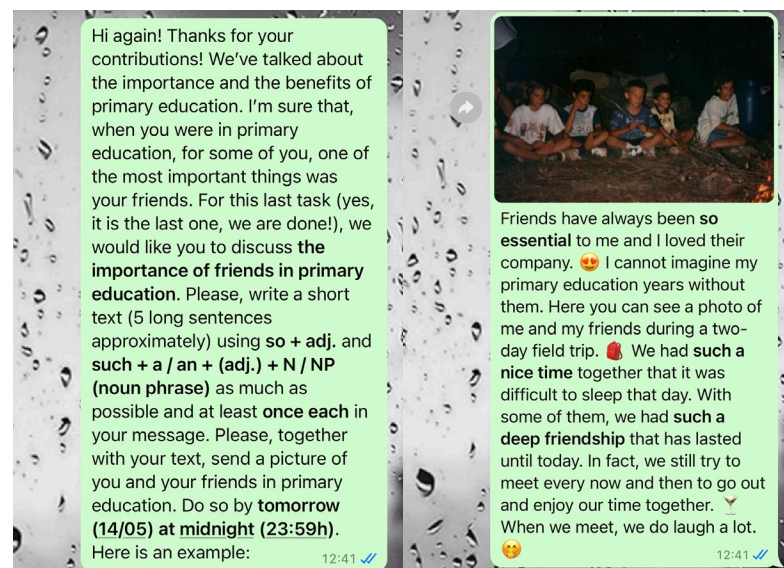 Hi again! Thanks for your
contributions! We've talked about
the importance and the benefits of
primary education. I'm sure that,
when you were in primary
education, for some of you, one of
the most important things was
your friends. For this last task (yes,
it is the last one, we are done!), we
would like you to discuss the
importance of friends in primary
education. Please, write a short
text (5 long sentences
approximately) using so + adj. and
such + a / an + (adj.) + N / NP
(noun phrase) as much as
possible and at least once each in
your message. Please, together
with your text, send a picture of
you and your friends in primary
education. Do so by tomorrow
(14/05) at midnight (23:59h).
Here is an example:
12:41
Friends have always been so
essential to me and I loved their
company. 😍 I cannot imagine my
primary education years without
them. Here you can see a photo of
me and my friends during a two-
day field trip. 🎒 We had such a
nice time together that it was
difficult to sleep that day. With
some of them, we had such a
deep friendship that has lasted
until today. In fact, we still try to
meet every now and then to go out
and enjoy our time together. 🍸
When we meet, we do laugh a lot.
🤭
12:41